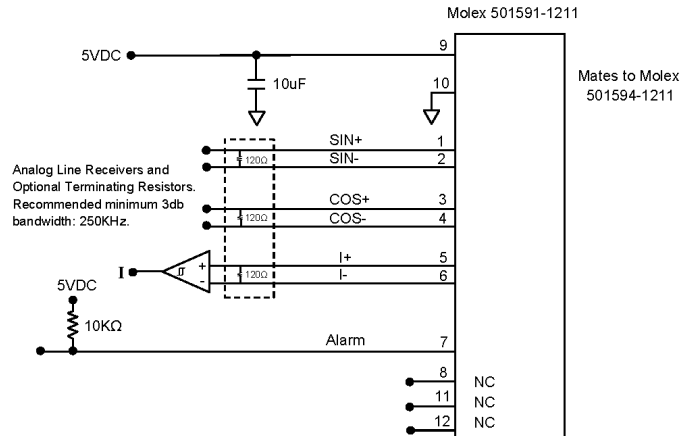 Molex 501591-1211
5VDC
9
10uF
10
Mates to Molex
501594-1211
SIN+
1
120Ω
SIN-
2
Analog Line Receivers and
Optional Terminating Resistors.
Recommended minimum 3db
bandwidth: 250KHz.
COS+
3
120Ω
COS-
4
I+
5
I
+
-
120Ω
I-
6
5VDC
10KΩ
Alarm
7
8
NC
11
NC
12
NC